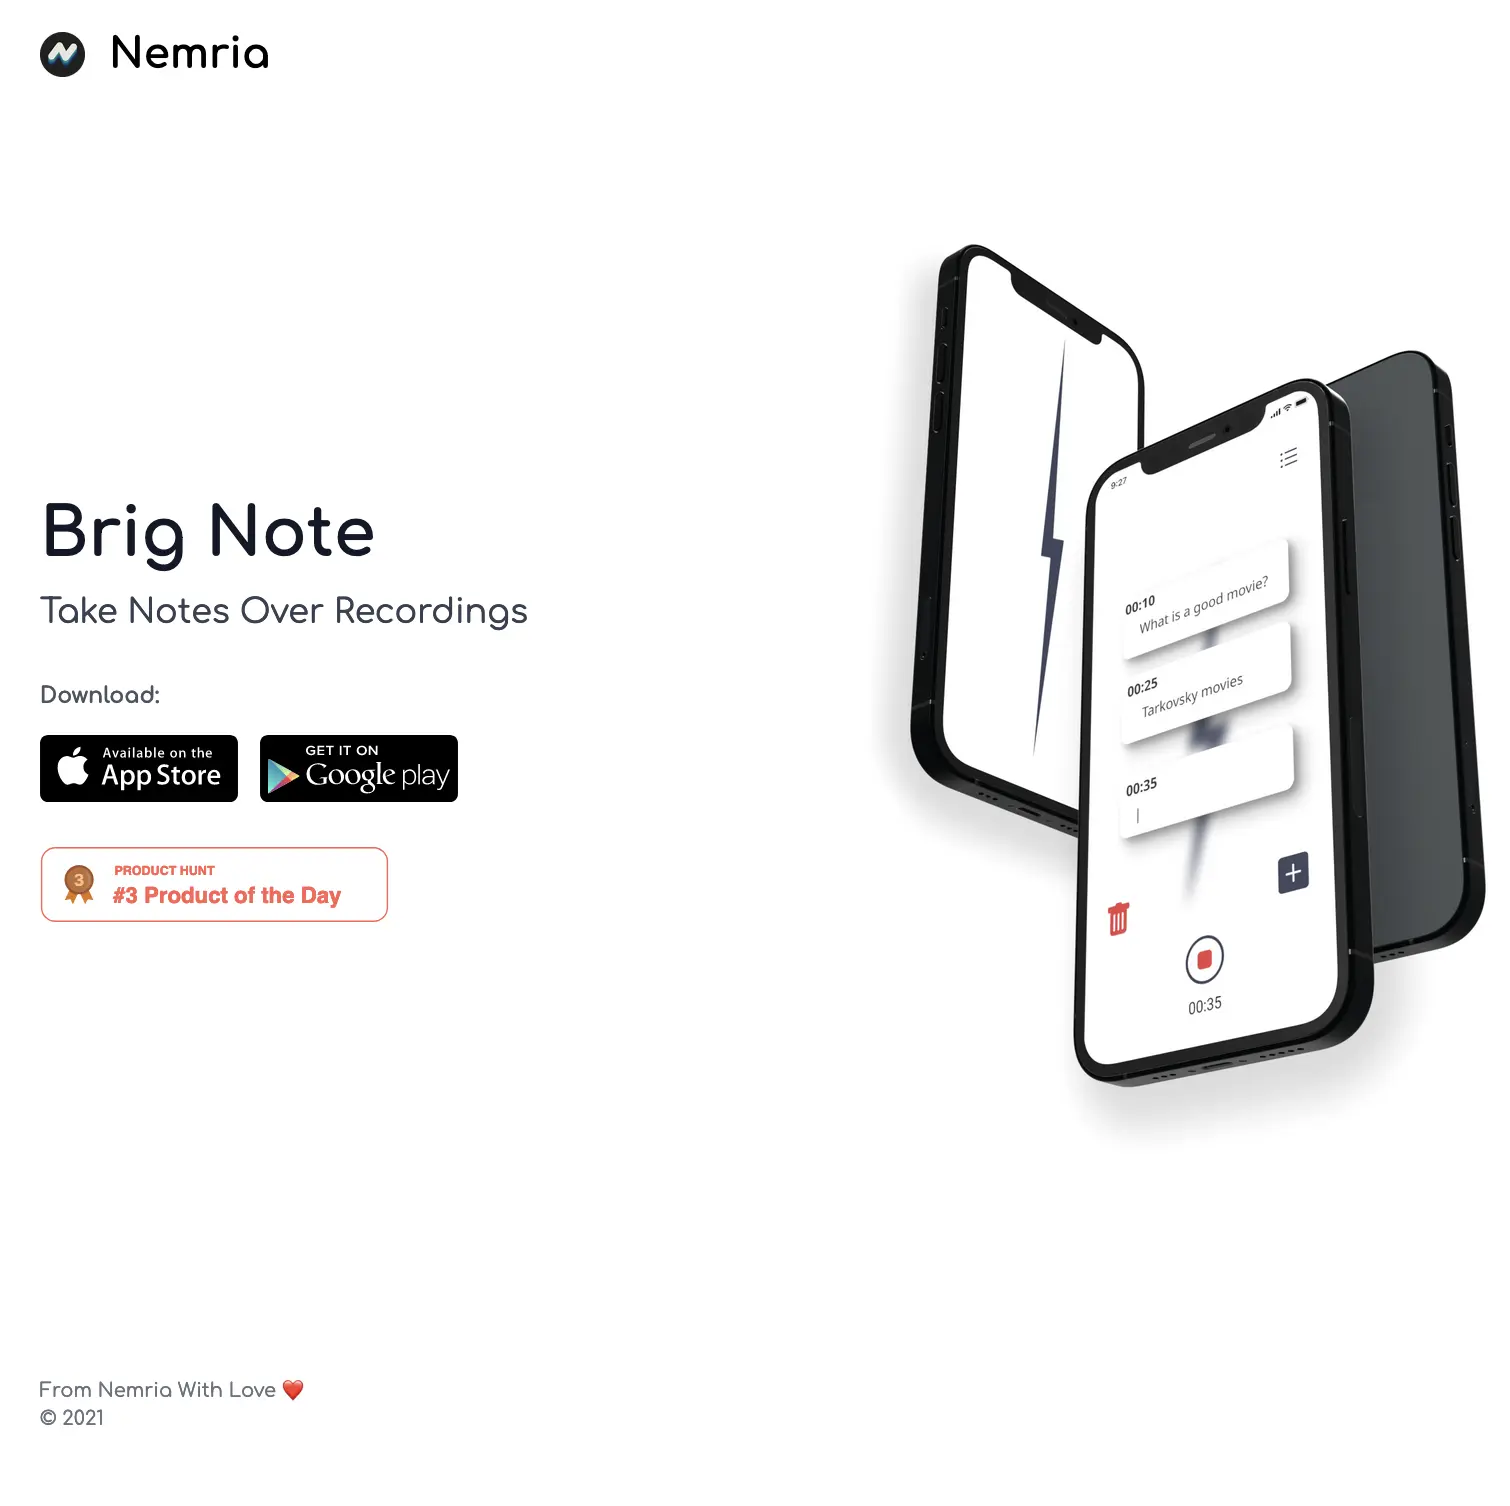 Nemria
Brig Note
Take Notes Over Recordings
Download:
Available on the
App Store
GET IT ON
Google play
3
PRODUCT HUNT
#3 Product of the Day
9:27
00:10
What is a good movie?
00:25
Tarkovsky movies
00:35
00:35
From Nemria With Love ❤️
© 2021